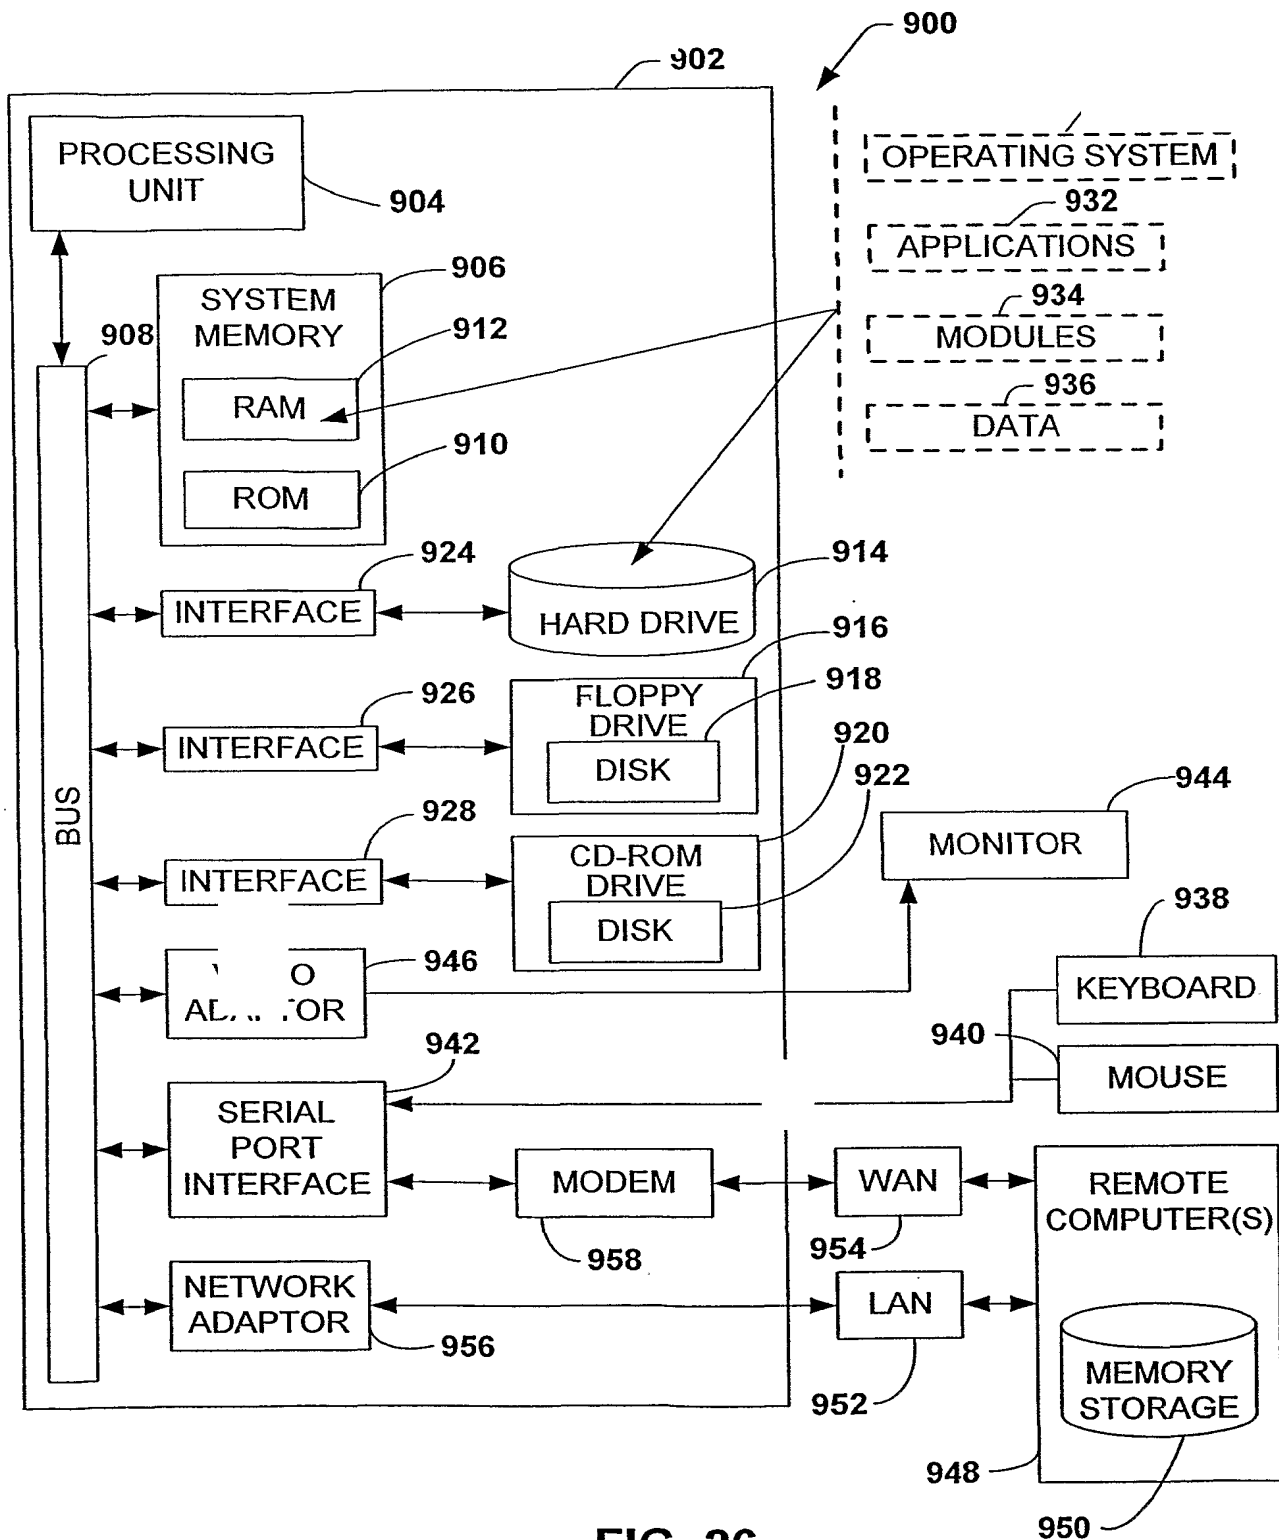 900
902
PROCESSING
UNIT
904
OPERATING SYSTEM
932
APPLICATIONS
934
MODULES
936
DATA
906
SYSTEM
MEMORY
908
912
RAM
910
ROM
924
INTERFACE
914
HARD DRIVE
916
926
INTERFACE
FLOPPY
DRIVE
918
DISK
920
922
928
INTERFACE
CD-ROM
DRIVE
DISK
BUS
944
MONITOR
938
KEYBOARD
940
MOUSE
946
942
SERIAL
PORT
INTERFACE
MODEM
958
WAN
954
REMOTE
COMPUTER(S)
NETWORK
ADAPTOR
956
LAN
952
MEMORY
STORAGE
948
950